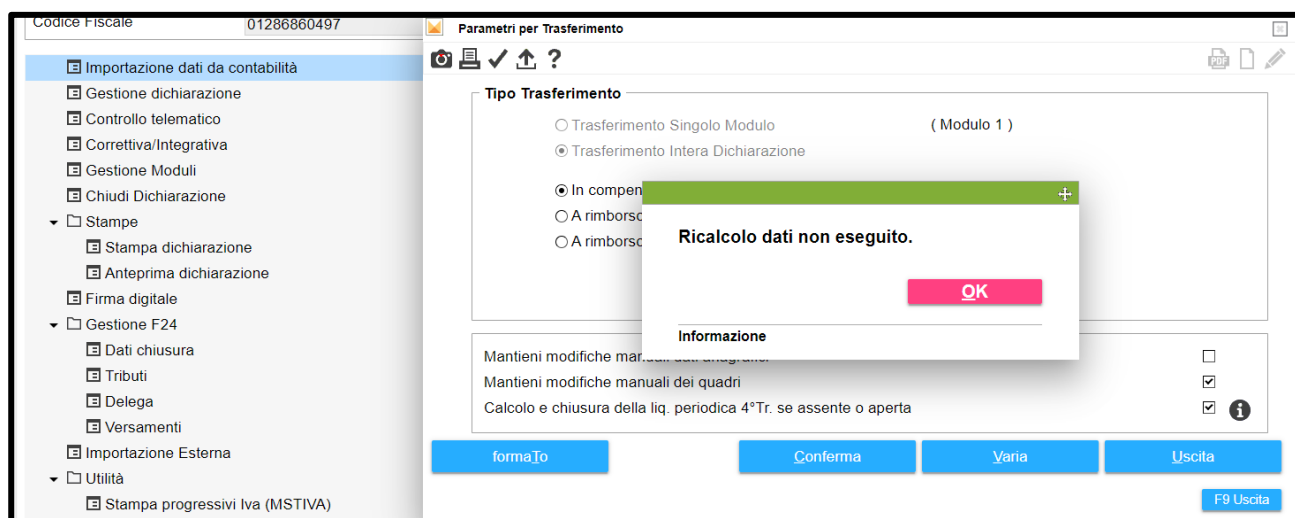 Codice Fiscale 01286860497
Importazione dati da contabilità
Gestione dichiarazione
Controllo telematico
Correttiva/Integrativa
Gestione Moduli
Chiudi Dichiarazione
Stampe
Stampa dichiarazione
Anteprima dichiarazione
Firma digitale
Gestione F24
Dati chiusura
Tributi
Delega
Versamenti
Importazione Esterna
Utilità
Stampa progressivi Iva (MSTIVA)
Parametri per Trasferimento
PDF
Tipo Trasferimento
Trasferimento Singolo Modulo ( Modulo 1 )
Trasferimento Intera Dichiarazione
In compen
A rimborso
A rimborso
Ricalcolo dati non eseguito.
OK
Informazione
Mantieni modifiche manuali dati anagrafici
Mantieni modifiche manuali dei quadri
Calcolo e chiusura della liq. periodica 4°Tr. se assente o aperta
formaTo Conferma Varia Uscita
F9 Uscita